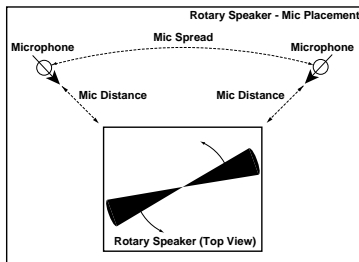 Rotary Speaker - Mic Placement
Microphone Mic Spread Microphone
Mic Distance Mic Distance
Rotary Speaker (Top View)